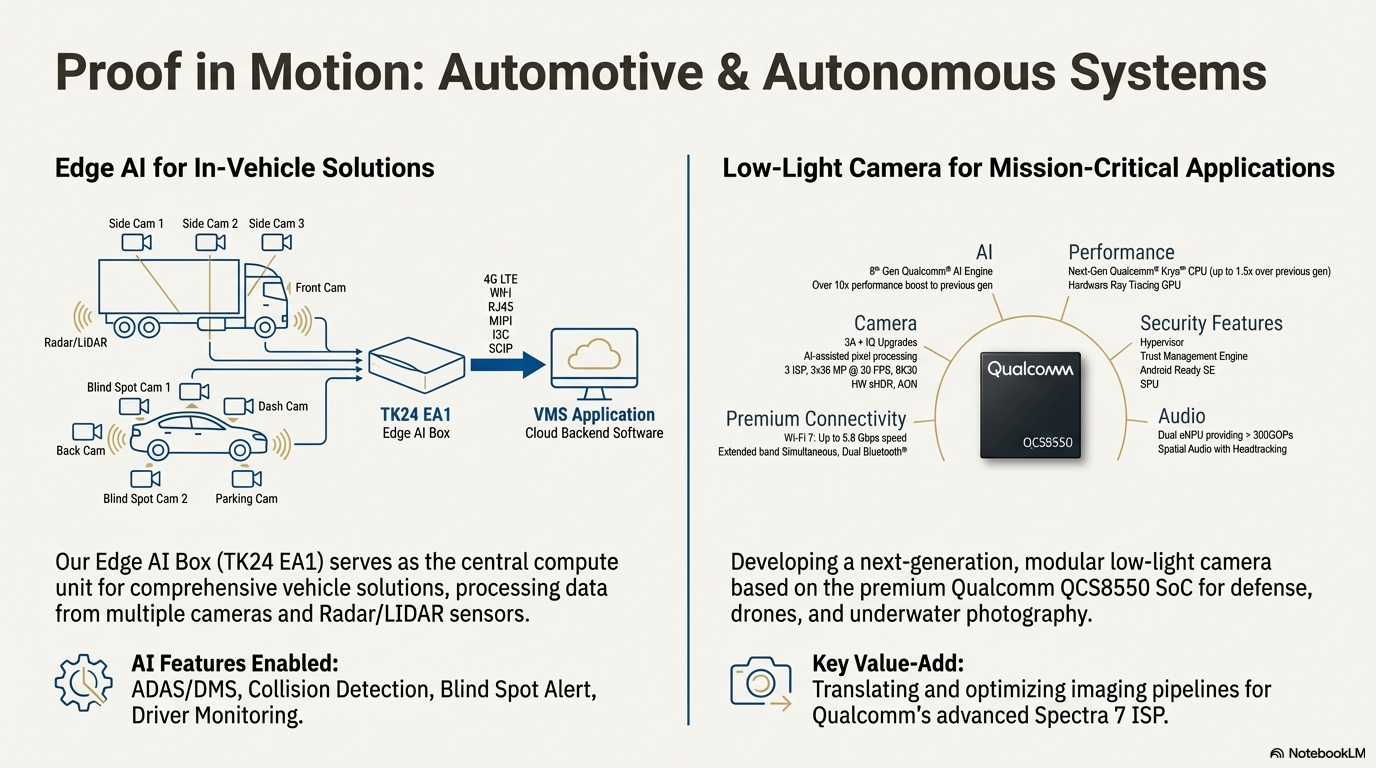 Proof in Motion: Automotive & Autonomous Systems
Edge AI for In-Vehicle Solutions
Side Cam 1
Side Cam 2
Side Cam 3
Front Cam
Radar/LiDAR
Blind Spot Cam 1
Dash Cam
Back Cam
Blind Spot Cam 2
Parking Cam
4G LTE
RJ45
MIPI
I3C
SCIP
TK24 EA1
Edge AI Box
VMS Application
Cloud Backend Software
Our Edge AI Box (TK24 EA1) serves as the central compute
unit for comprehensive vehicle solutions, processing data
from multiple cameras and Radar/LIDAR sensors.
AI Features Enabled:
ADAS/DMS, Collision Detection, Blind Spot Alert,
Driver Monitoring.
Low-Light Camera for Mission-Critical Applications
AI
8th Gen Qualcomm® AI Engine
Over 10x performance boost to previous gen
Performance
Next-Gen Qualcomm Krys CPU (up to 1.5x over previous gen)
Hardwars Ray Tiacing GPU
Camera
3A + IQ Upgrades
AI-assisted pixel processing
3 ISP, 3x36 MP @ 30 FPS, 8K30
HW sHDR, AON
Security Features
Hypervisor
Trust Management Engine
Android Ready SE
SPU
Premium Connectivity
Wi-Fi 7: Up to 5.8 Gbps speed
Extended band Simultaneous, Dual Bluetooth®
Audio
Dual eNPU providing > 300GOPs
Spatial Audio with Headtracking
Qualcomm
QCS8550
Developing a next-generation, modular low-light camera
based on the premium Qualcomm QCS8550 SoC for defense,
drones, and underwater photography.
Key Value-Add:
Translating and optimizing imaging pipelines for
Qualcomm's advanced Spectra 7 ISP.
NotebookLM